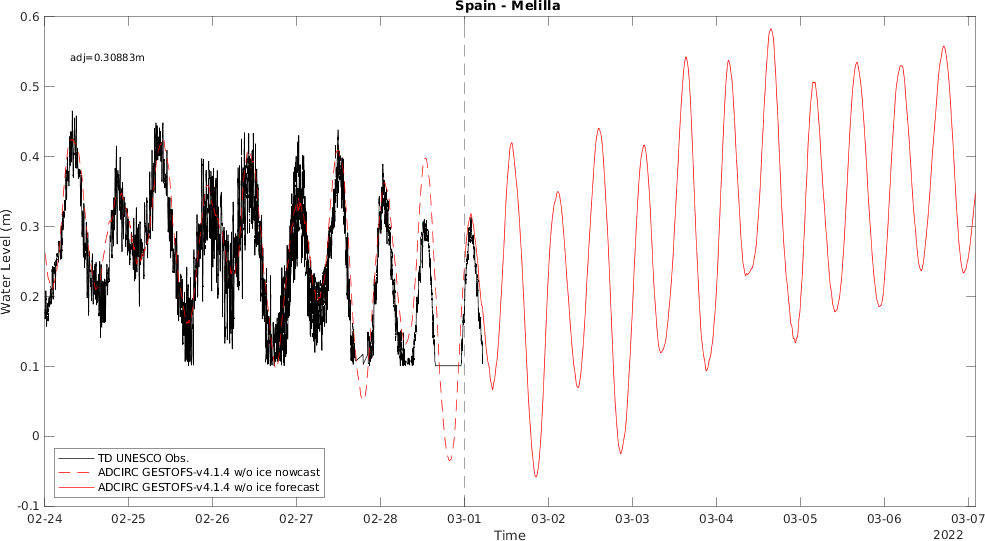 Spain - Melilla
adj=0.30883m
0.6
0.5
0.4
0.3
0.2
0.1
0
-0.1
Water Level (m)
TD UNESCO Obs.
ADCIRC GESTOFS-v4.1.4 w/o ice nowcast
ADCIRC GESTOFS-v4.1.4 w/o ice forecast
02-24 02-25 02-26 02-27 02-28 03-01 03-02 03-03 03-04 03-05 03-06 03-07
Time
2022